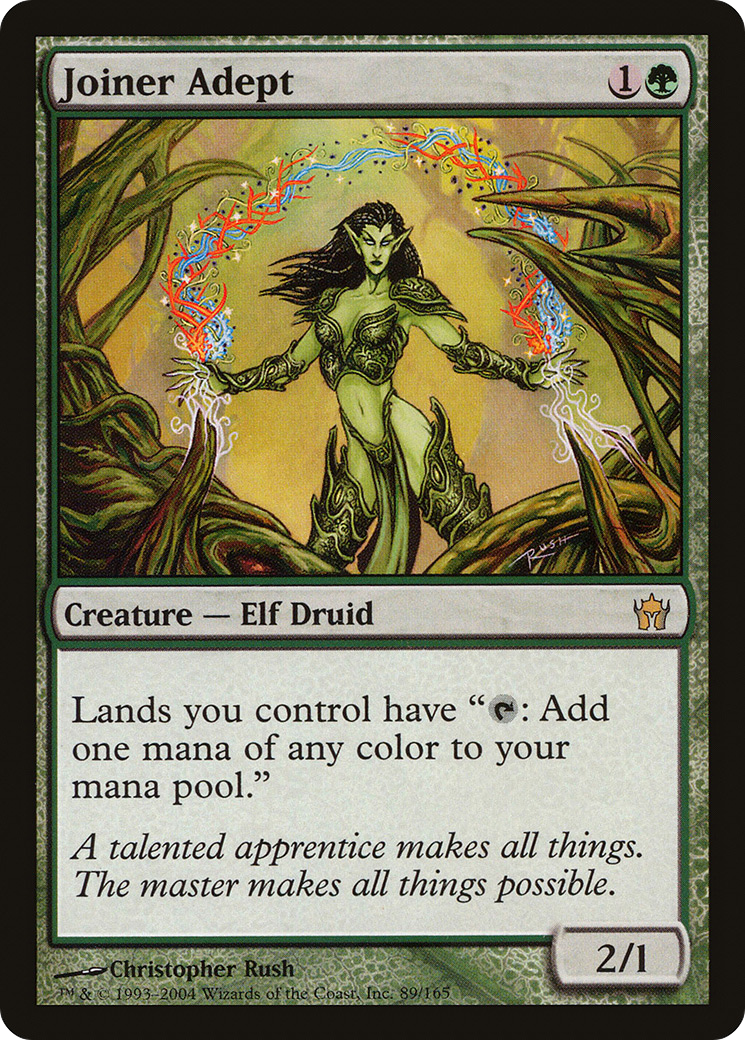 Joiner Adept 1
RUSH
Creature — Elf Druid
Lands you control have “: Add
one mana of any color to your
mana pool.”
A talented apprentice makes all things.
The master makes all things possible.
2/1
Christopher Rush
™ & © 1993–2004 Wizards of the Coast, Inc. 89/165